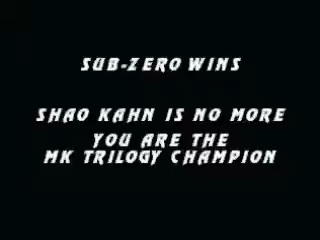 SUB-ZERO WINS
SHAO KAHN IS NO MORE
YOU ARE THE
MK TRILOGY CHAMPION